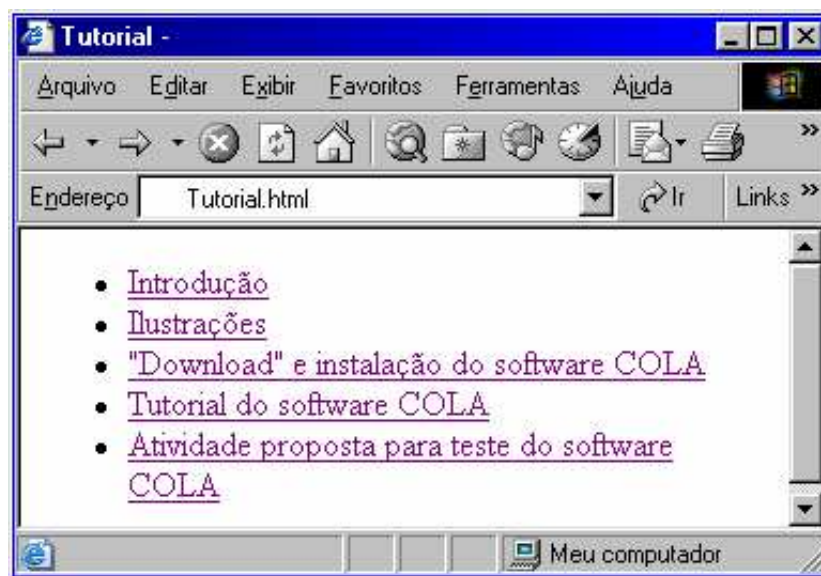 Tutorial -
Arquivo Editar Exibir Favoritos Ferramentas Ajuda
»
Endereço Tutorial.html Ir Links »
• Introdução
• Ilustrações
• "Download" e instalação do software COLA
• Tutorial do software COLA
• Atividade proposta para teste do software
COLA
Meu computador